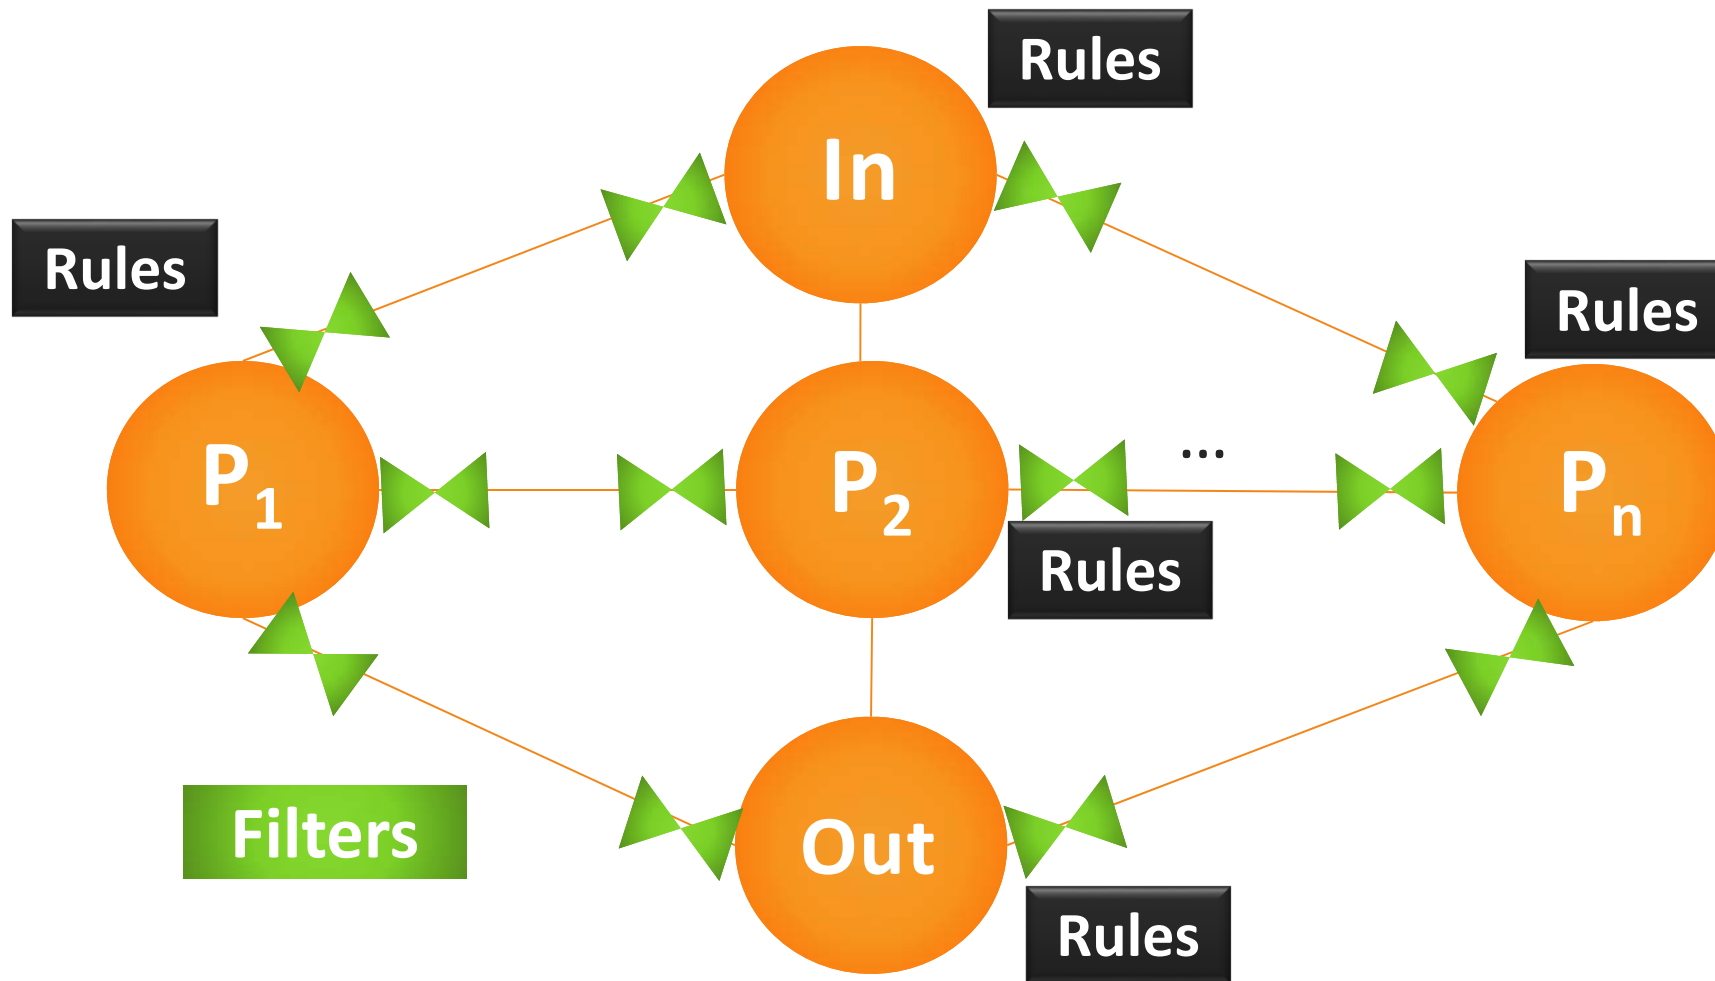 Rules
In
Rules
Rules
P₁
P₂
...
Pₙ
Rules
Filters
Out
Rules